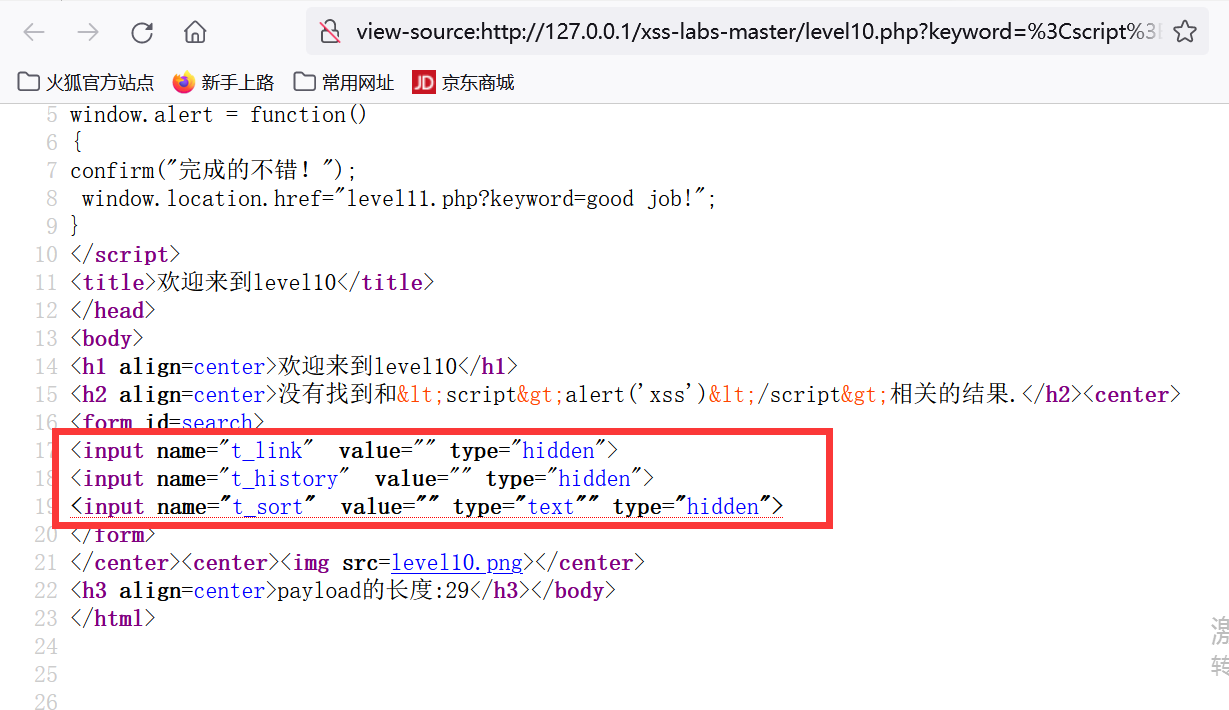 view-source:http://127.0.0.1/xss-labs-master/level10.php?keyword=%3Cscript%3
火狐官方站点 新手上路 常用网址 JD 京东商城
5 window.alert = function()
6 {
7 confirm("完成的不错！");
8 window.location.href="level11.php?keyword=good job!";
9 }
10 </script>
11 <title>欢迎来到level10</title>
12 </head>
13 <body>
14 <h1 align=center>欢迎来到level10</h1>
15 <h2 align=center>没有找到和&lt;script&gt;alert('xss')&lt;/script&gt;相关的结果.</h2><center>
16 <form id=search>
17 <input name="t_link"  value="" type="hidden">
18 <input name="t_history"  value="" type="hidden">
19 <input name="t_sort"  value="" type="text"" type="hidden">
20 </form>
21 </center><center><img src=level10.png></center>
22 <h3 align=center>payload的长度:29</h3></body>
23 </html>
24
25
26